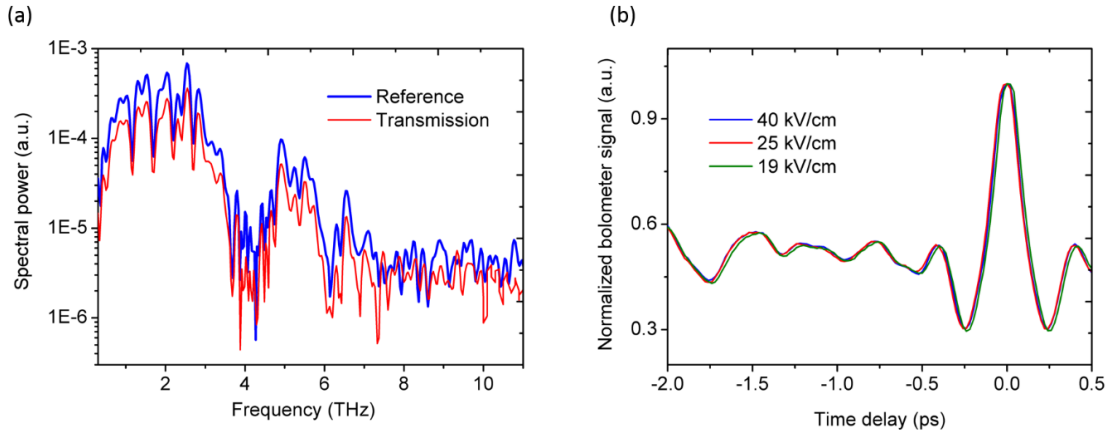 (a)
1E-3
1E-4
1E-5
1E-6
Spectral power (a.u.)
Reference
Transmission
2
4
6
8
10
Frequency (THz)
(b)
0.9
0.6
0.3
Normalized bolometer signal (a.u.)
40 kV/cm
25 kV/cm
19 kV/cm
-2.0
-1.5
-1.0
-0.5
0.0
0.5
Time delay (ps)